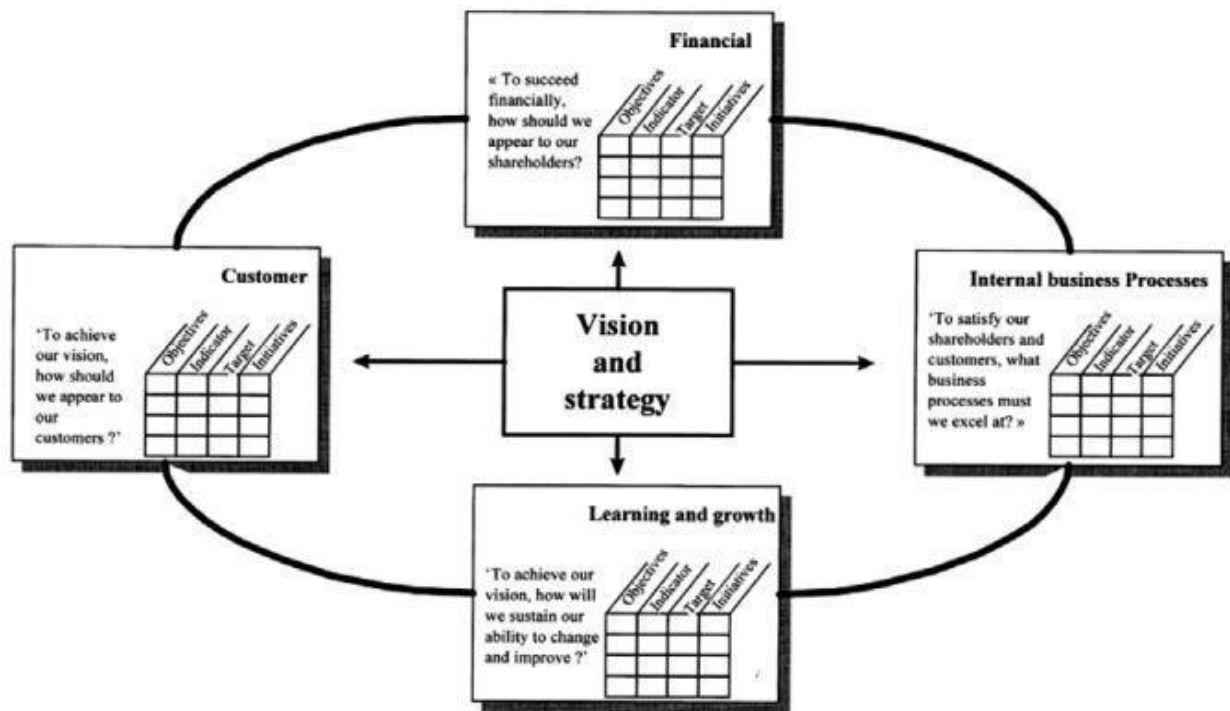 Financial
« To succeed
financially,
how should we
appear to our
shareholders?
Objectives
Indicator
Target
Initiatives
Customer
‘To achieve
our vision,
how should
we appear to
our
customers ?’
Objectives
Indicator
Target
Initiatives
Vision
and
strategy
Internal business Processes
‘To satisfy our
shareholders and
customers, what
business
processes must
we excel at? »
Objectives
Indicator
Target
Initiatives
Learning and growth
‘To achieve our
vision, how will
we sustain our
ability to change
and improve ?’
Objectives
Indicator
Target
Initiatives